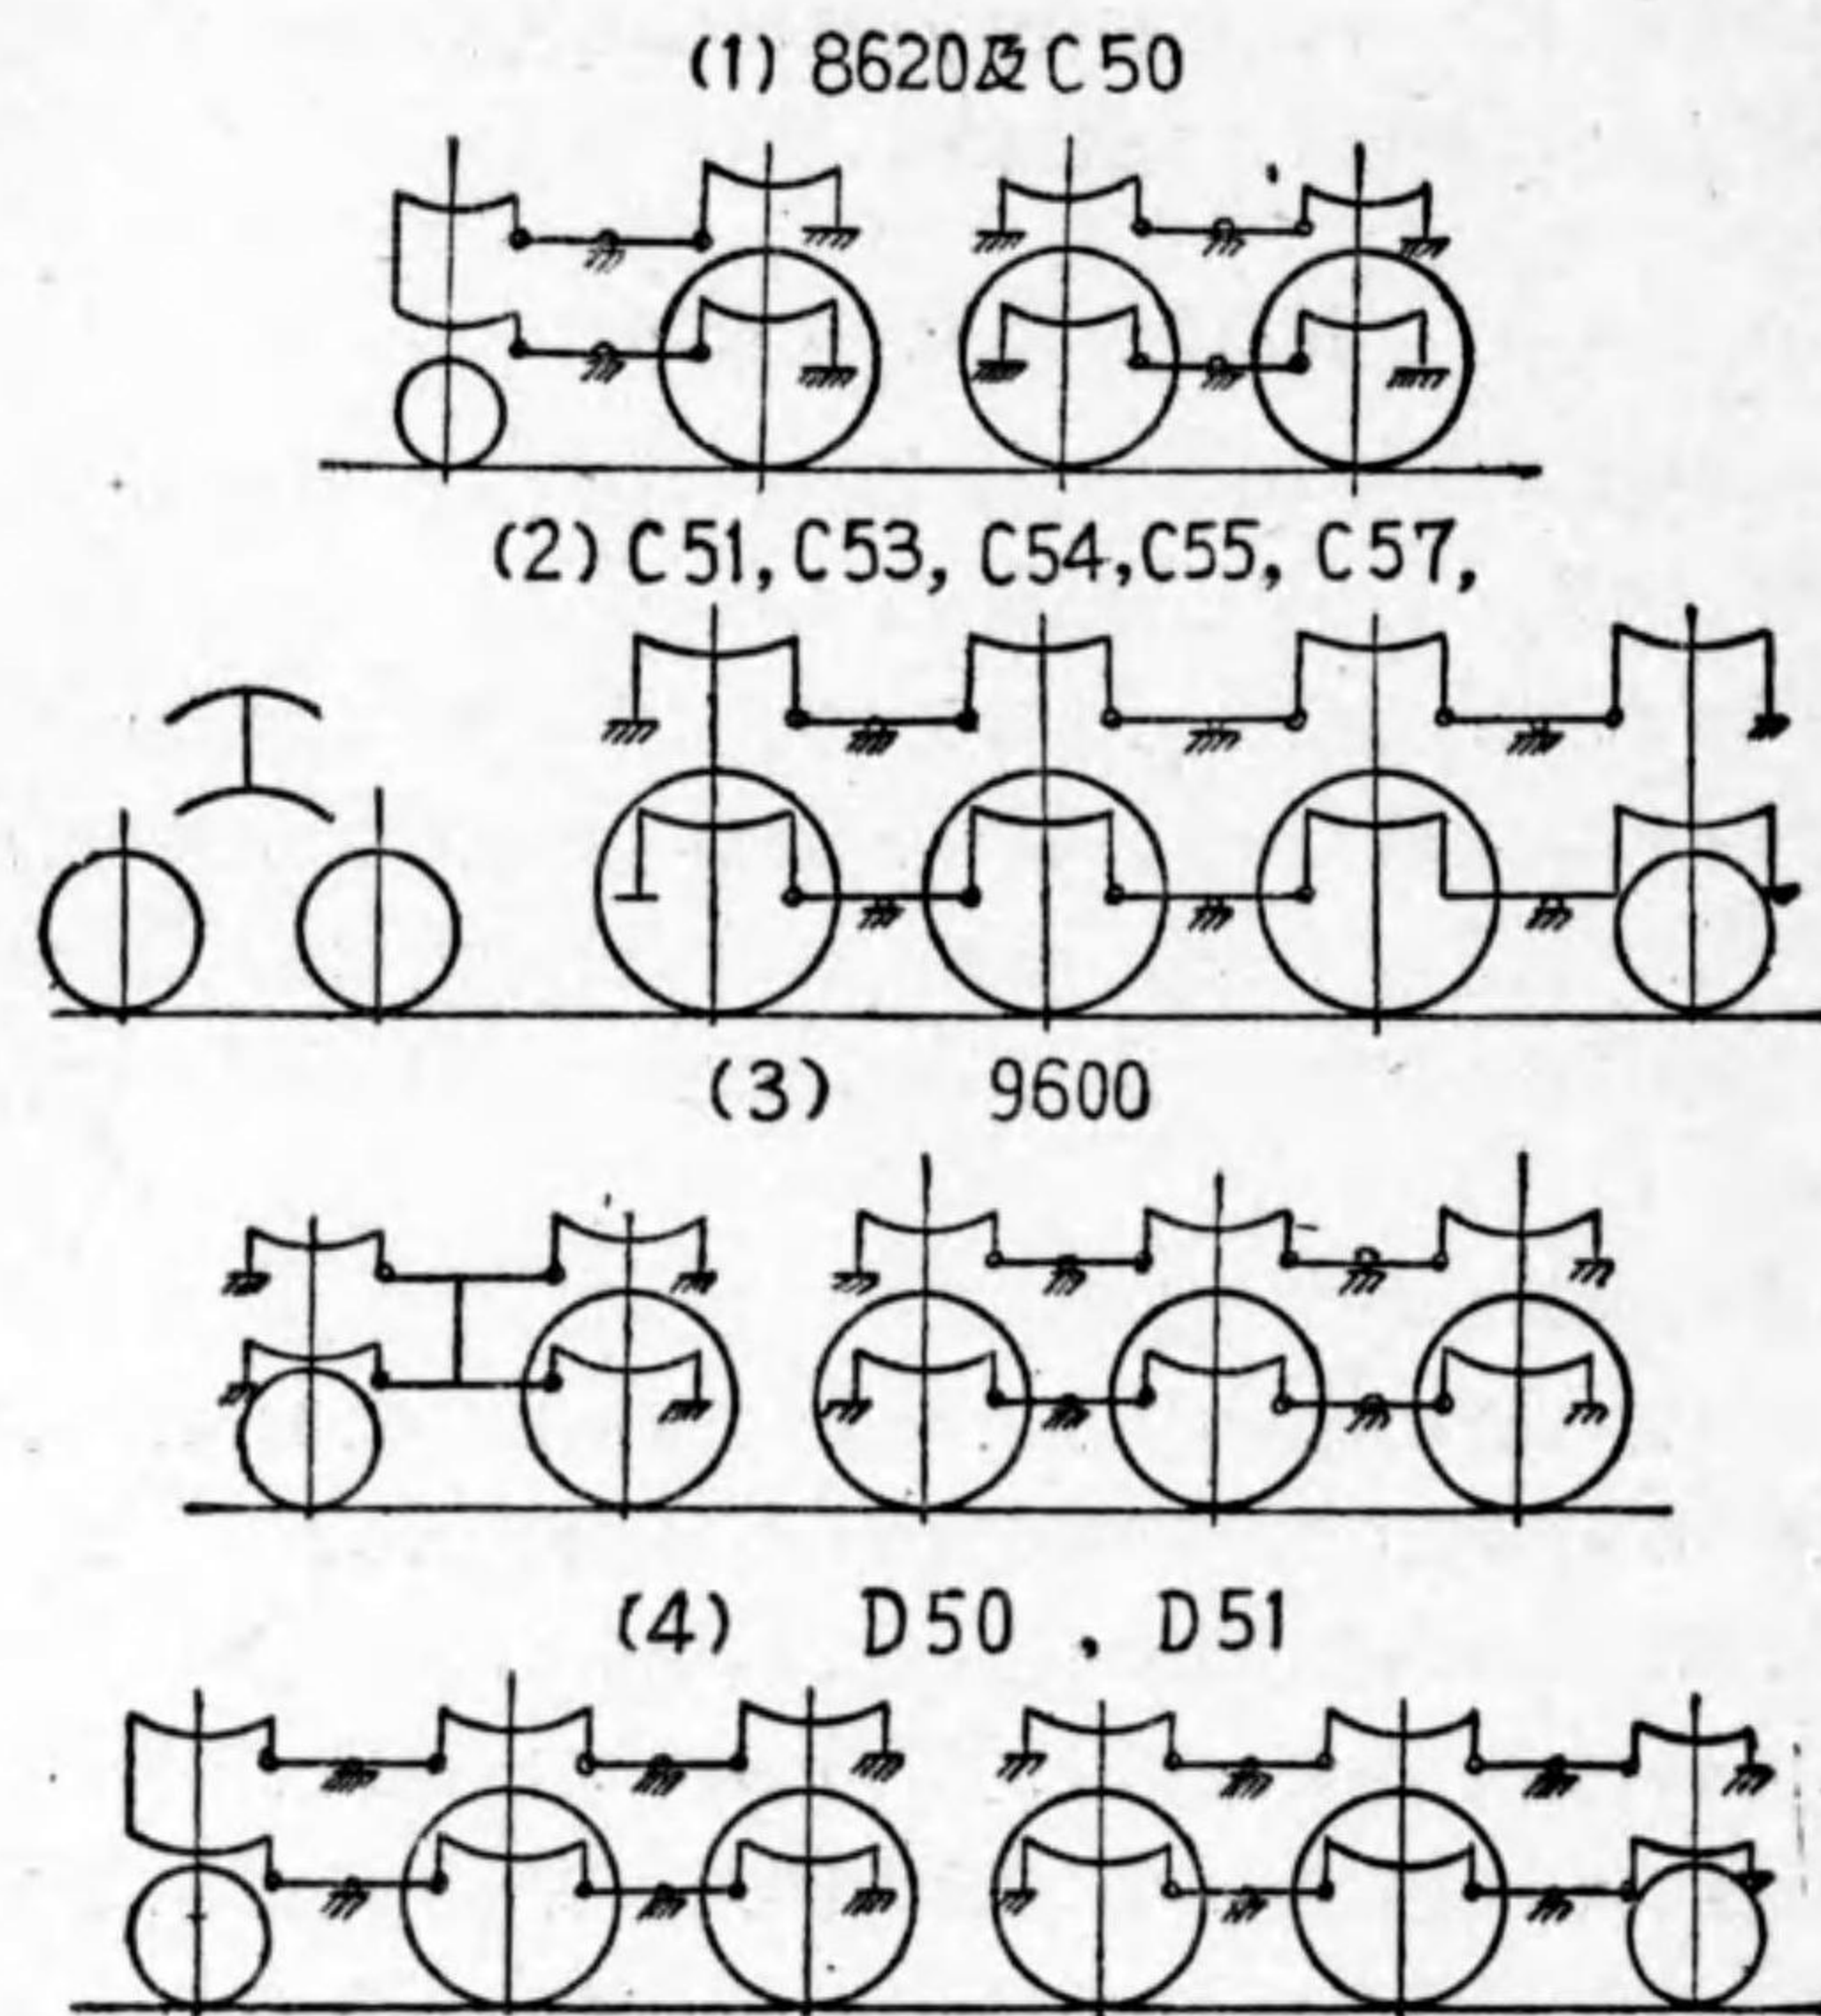 (1) 8620及C50
(2) C51, C53, C54, C55, C57,
(3) 9600
(4) D50 , D51